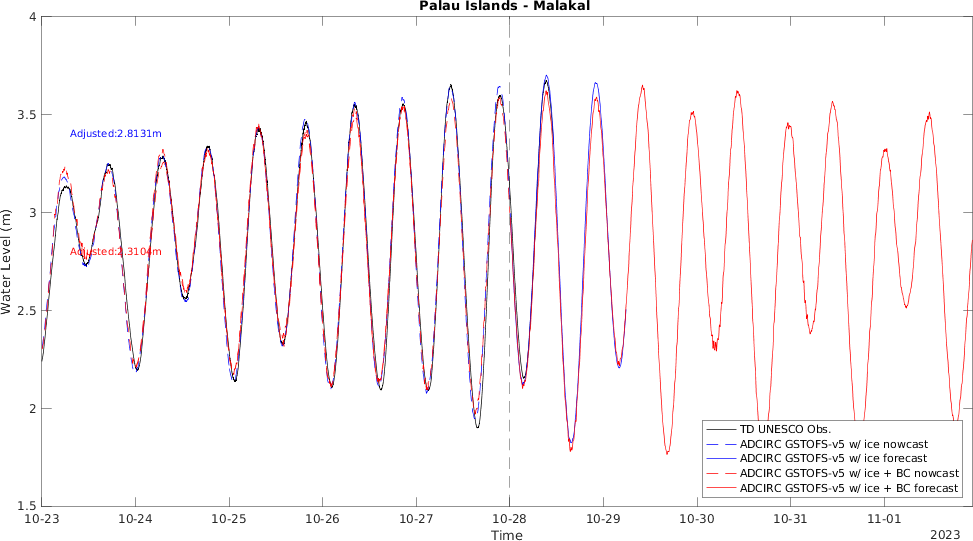 Palau Islands - Malakal
4
3.5
3
2.5
2
1.5
Water Level (m)
Adjusted:2.8131m
Adjusted:2.3104m
TD UNESCO Obs.
ADCIRC GSTOFS-v5 w/ ice nowcast
ADCIRC GSTOFS-v5 w/ ice forecast
ADCIRC GSTOFS-v5 w/ ice + BC nowcast
ADCIRC GSTOFS-v5 w/ ice + BC forecast
10-23 10-24 10-25 10-26 10-27 10-28 10-29 10-30 10-31 11-01
Time
2023